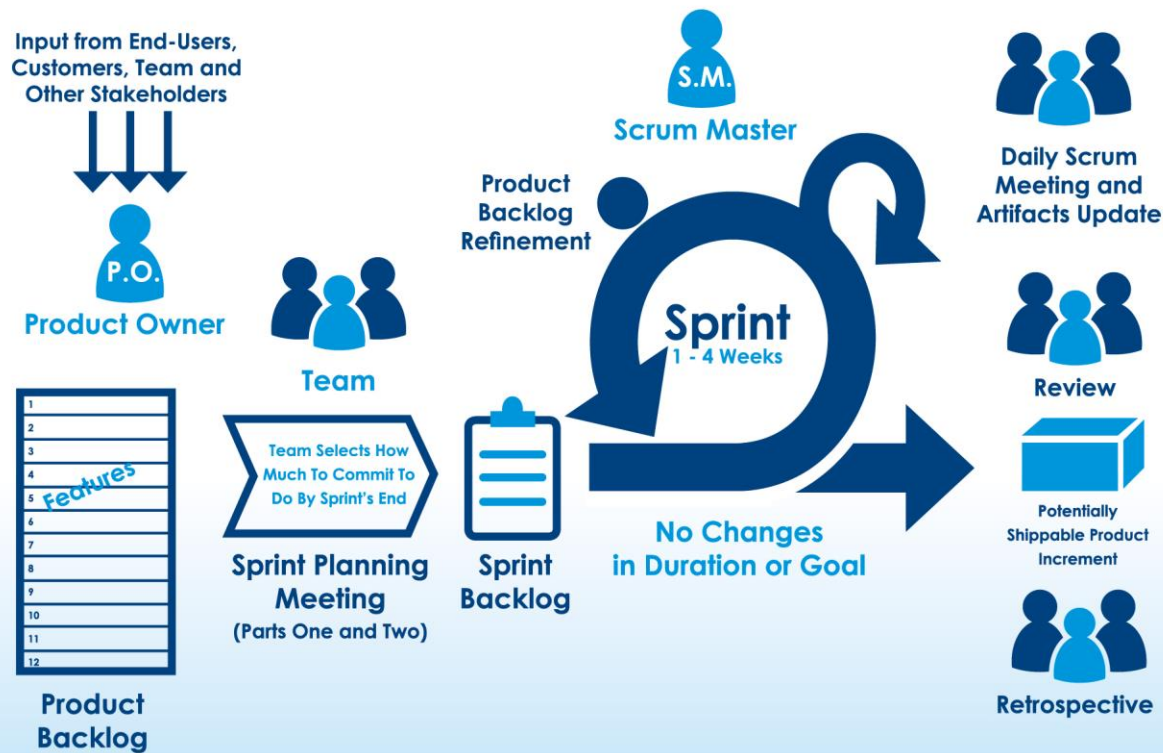 Input from End-Users,
Customers, Team and
Other Stakeholders
P.O.
Product Owner
1
2
3
4
5
6
7
8
9
10
11
12
Features
Product
Backlog
Team
Team Selects How
Much To Commit To
Do By Sprint's End
Sprint Planning
Meeting
(Parts One and Two)
Sprint
Backlog
S.M.
Scrum Master
Product
Backlog
Refinement
Sprint
1 - 4 Weeks
No Changes
in Duration or Goal
Daily Scrum
Meeting and
Artifacts Update
Review
Potentially
Shippable Product
Increment
Retrospective